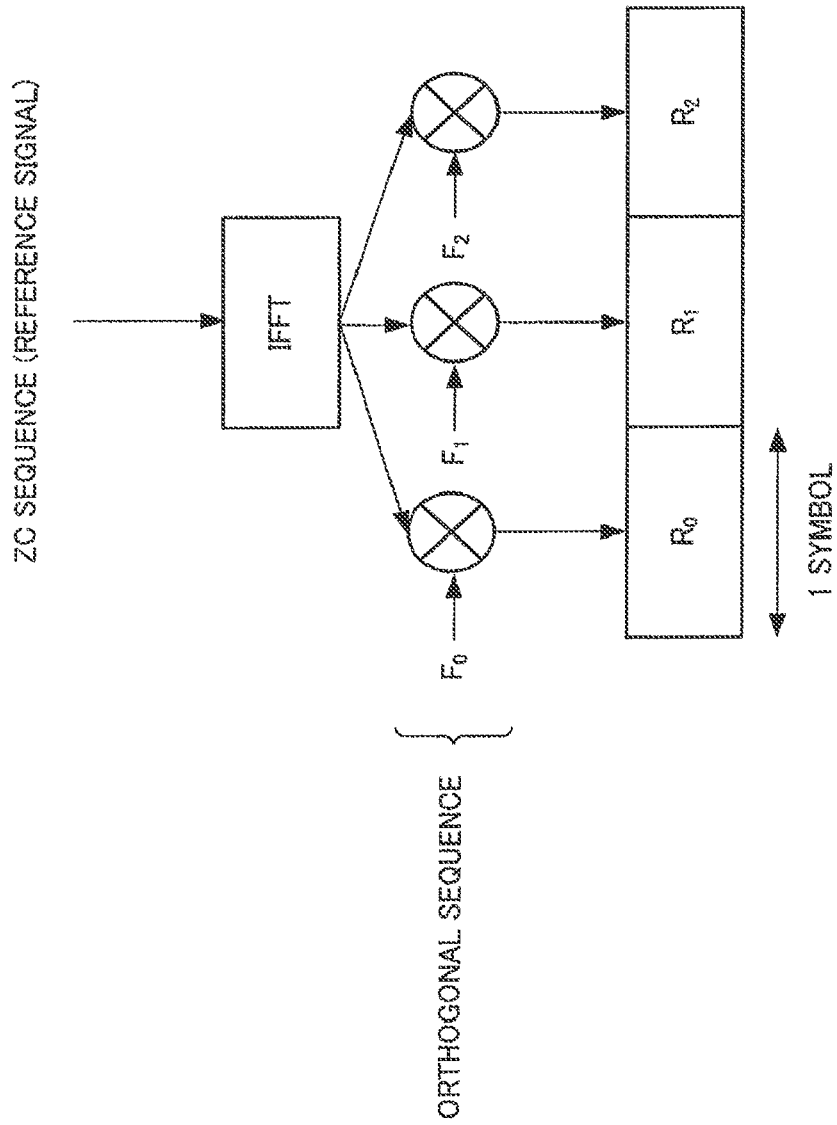 ZC SEQUENCE (REFERENCE SIGNAL)
IFFT
ORTHOGONAL SEQUENCE
F₀
F₁
F₂
R₀
R₁
R₂
1 SYMBOL